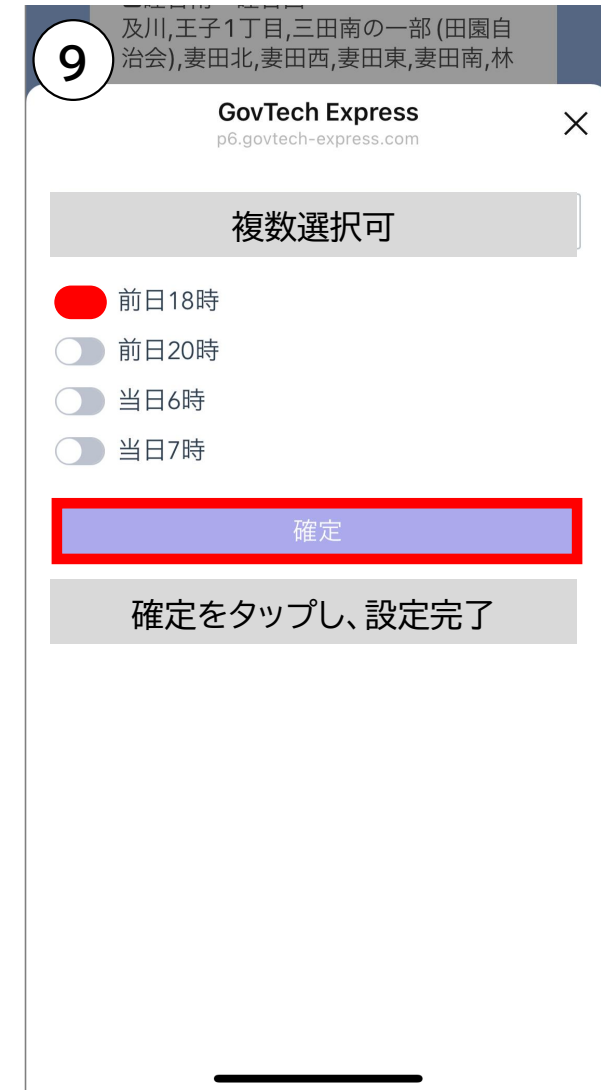 及川,王子1丁目,三田南の一部(田園自
治会),妻田北,妻田西,妻田東,妻田南,林
9
GovTech Express
p6.govtech-express.com
複数選択可
前日18時
前日20時
当日6時
当日7時
確定
確定をタップし、設定完了